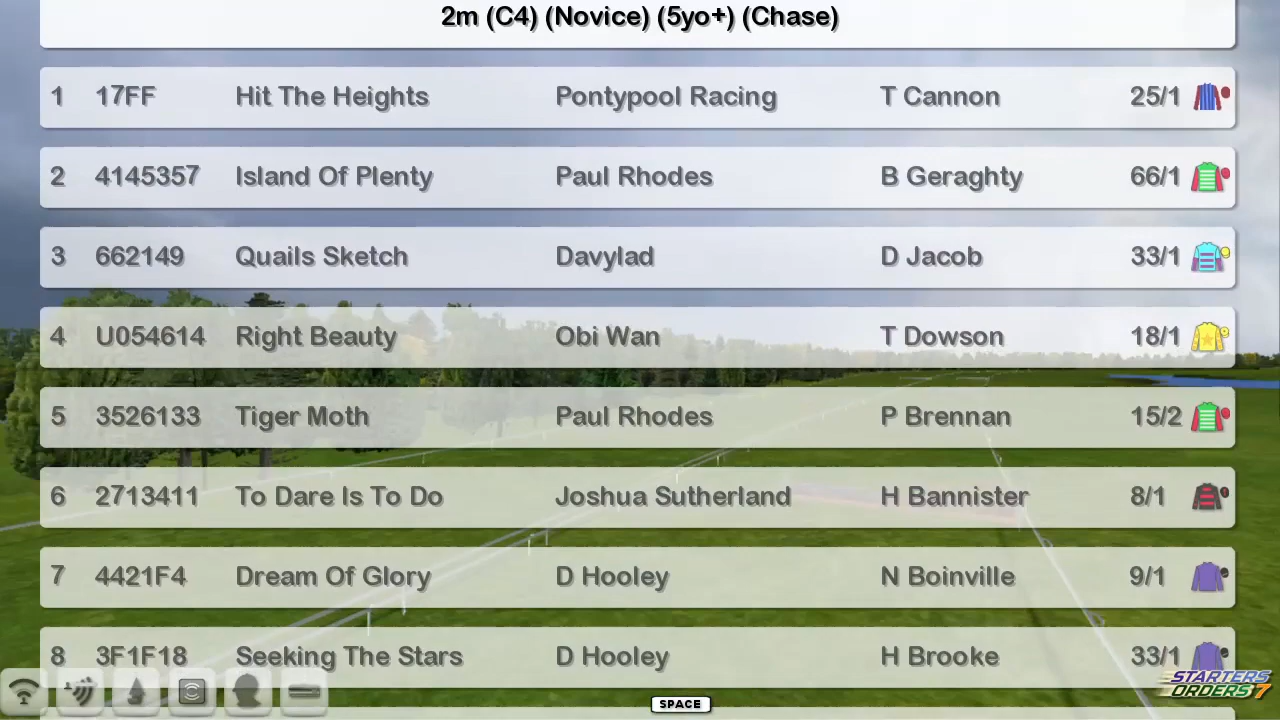 2m (C4) (Novice) (5yo+) (Chase)
1 17FF Hit The Heights Pontypool Racing T Cannon 25/1
2 4145357 Island Of Plenty Paul Rhodes B Geraghty 66/1
3 662149 Quails Sketch Davylad D Jacob 33/1
4 U054614 Right Beauty Obi Wan T Dowson 18/1
5 3526133 Tiger Moth Paul Rhodes P Brennan 15/2
6 2713411 To Dare Is To Do Joshua Sutherland H Bannister 8/1
7 4421F4 Dream Of Glory D Hooley N Boinville 9/1
8 3F1F18 Seeking The Stars D Hooley H Brooke 33/1
SPACE
STARTERS
ORDERS 7